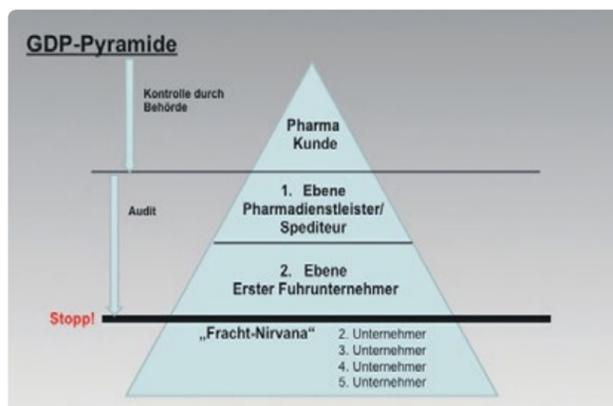 GDP-Pyramide
Kontrolle durch
Behörde
Pharma
Kunde
1. Ebene
Pharmadienstleister/
Spediteur
Audit
2. Ebene
Erster Fuhrunternehmer
Stopp!
„Fracht-Nirvana“
2. Unternehmer
3. Unternehmer
4. Unternehmer
5. Unternehmer